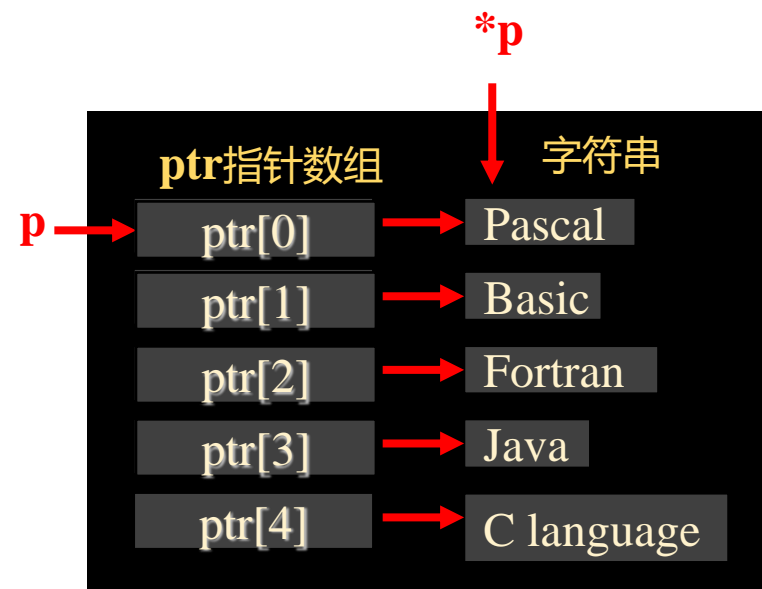 *p
ptr指针数组 字符串
p ptr[0] Pascal
ptr[1] Basic
ptr[2] Fortran
ptr[3] Java
ptr[4] C language